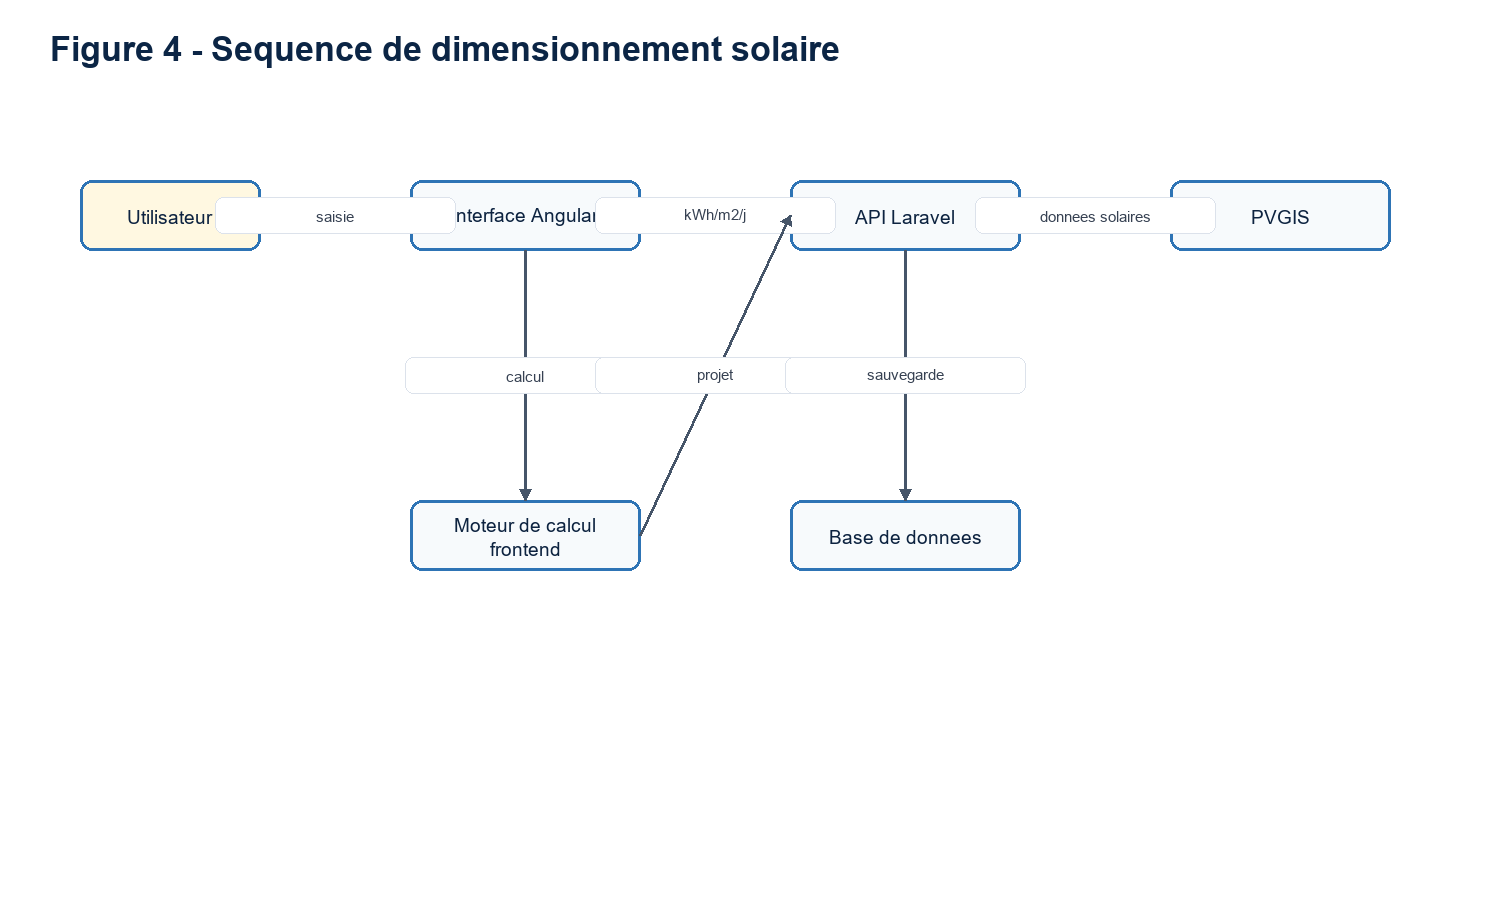 Figure 4 - Sequence de dimensionnement solaire
Utilisateur
saisie
nterface Angular
kWh/m2/j
API Laravel
donnees solaires
PVGIS
calcul
projet
sauvegarde
Moteur de calcul
frontend
Base de donnees